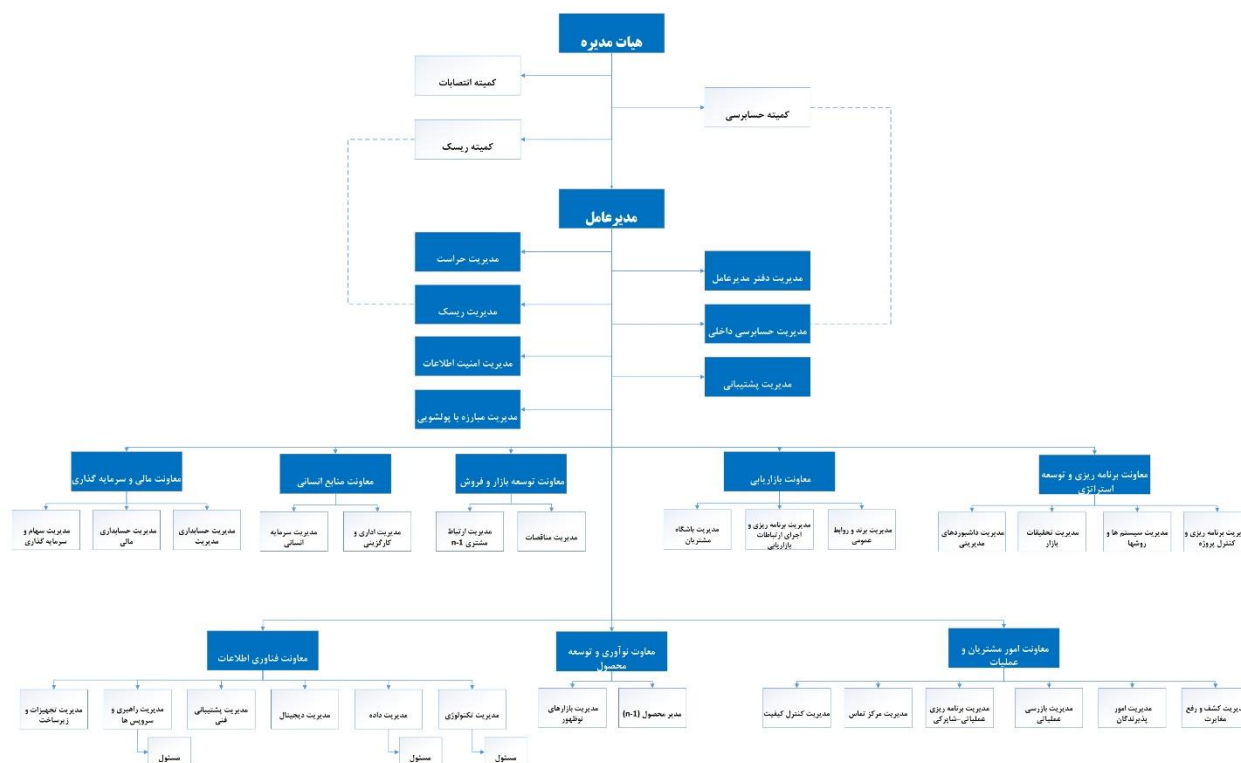 هیات مدیره
کمیته انتصابات
کمیته حسابرسی
کمیته ریسک
مدیرعامل
مدیریت حراست
مدیریت دفتر مدیرعامل
مدیریت ریسک
مدیریت حسابرسی داخلی
مدیریت امنیت اطلاعات
مدیریت پشتیبانی
مدیریت مبارزه با پولشویی
معاونت برنامه ریزی و توسعه
استراتژی
معاونت بازاریابی
معاونت توسعه بازار و فروش
معاونت منابع انسانی
معاونت مالی و سرمایه گذاری
دیریت برنامه ریزی و
کنترل پروژه
مدیریت سیستم ها و
روشها
مدیریت تحقیقات
بازار
مدیریت داشبوردهای
مدیریتی
مدیریت برند و روابط
عمومی
مدیریت برنامه ریزی و
اجرای ارتباطات
بازاریابی
مدیریت باشگاه
مشتریان
مدیریت مناقصات
مدیریت ارتباط
مشتری n-1
مدیریت اداری و
کارگزینی
مدیریت سرمایه
انسانی
مدیریت حسابداری
مدیریت
مدیریت حسابداری
مالی
مدیریت سهام و
سرمایه گذاری
معاونت امور مشتریان و
عملیات
معاوت نوآوری و توسعه
محصول
معاونت فناوری اطلاعات
دیریت کشف و رفع
مغایرت
مدیریت امور
پذیرندگان
مدیریت بازرسی
عملیاتی
مدیریت برنامه ریزی
عملیاتی-شاپرکی
مدیریت مرکز تماس
مدیریت کنترل کیفیت
مدیر محصول (n-1)
مدیریت بازارهای
نوظهور
مدیریت تکنولوژی
مدیریت داده
مدیریت دیجیتال
مدیریت پشتیبانی
فنی
مدیریت راهبری و
سرویس ها
مدیریت تجهیزات و
زیرساخت
مسئول
مسئول
مسئول